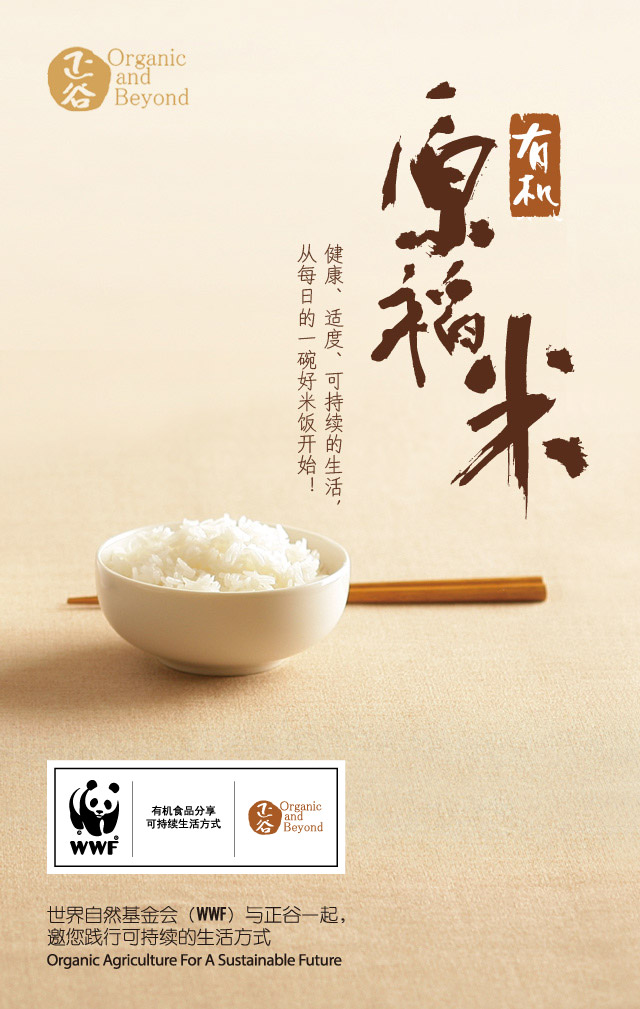 正谷
Organic
and
Beyond
有机
原稻米
健康、适度、可持续的生活，
从每日的一碗好米饭开始！
WWF
有机食品分享
可持续生活方式
正谷
Organic
and
Beyond
世界自然基金会（WWF）与正谷一起，
邀您践行可持续的生活方式
Organic Agriculture For A Sustainable Future